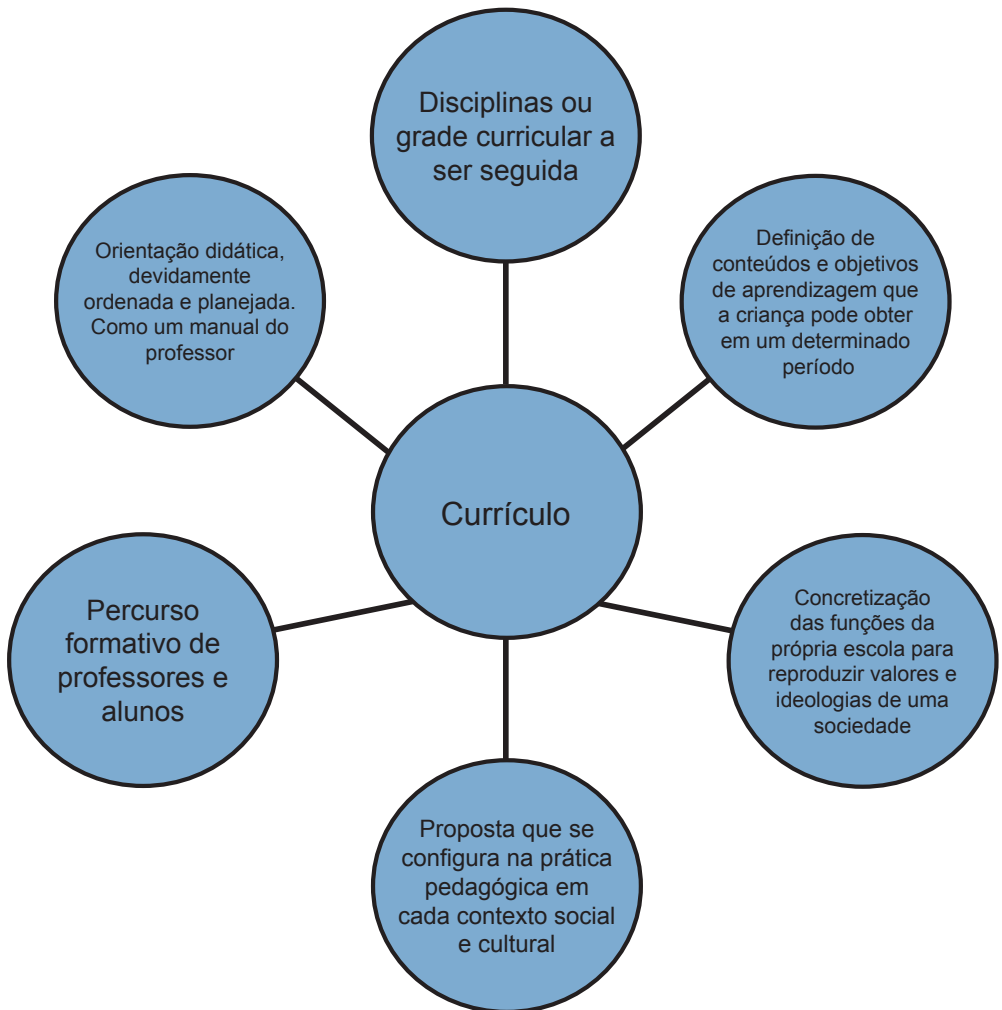 Disciplinas ou
grade curricular a
ser seguida
Orientação didática,
devidamente
ordenada e planejada.
Como um manual do
professor
Definição de
conteúdos e objetivos
de aprendizagem que
a criança pode obter
em um determinado
período
Currículo
Percurso
formativo de
professores e
alunos
Concretização
das funções da
própria escola para
reproduzir valores e
ideologias de uma
sociedade
Proposta que se
configura na prática
pedagógica em
cada contexto social
e cultural